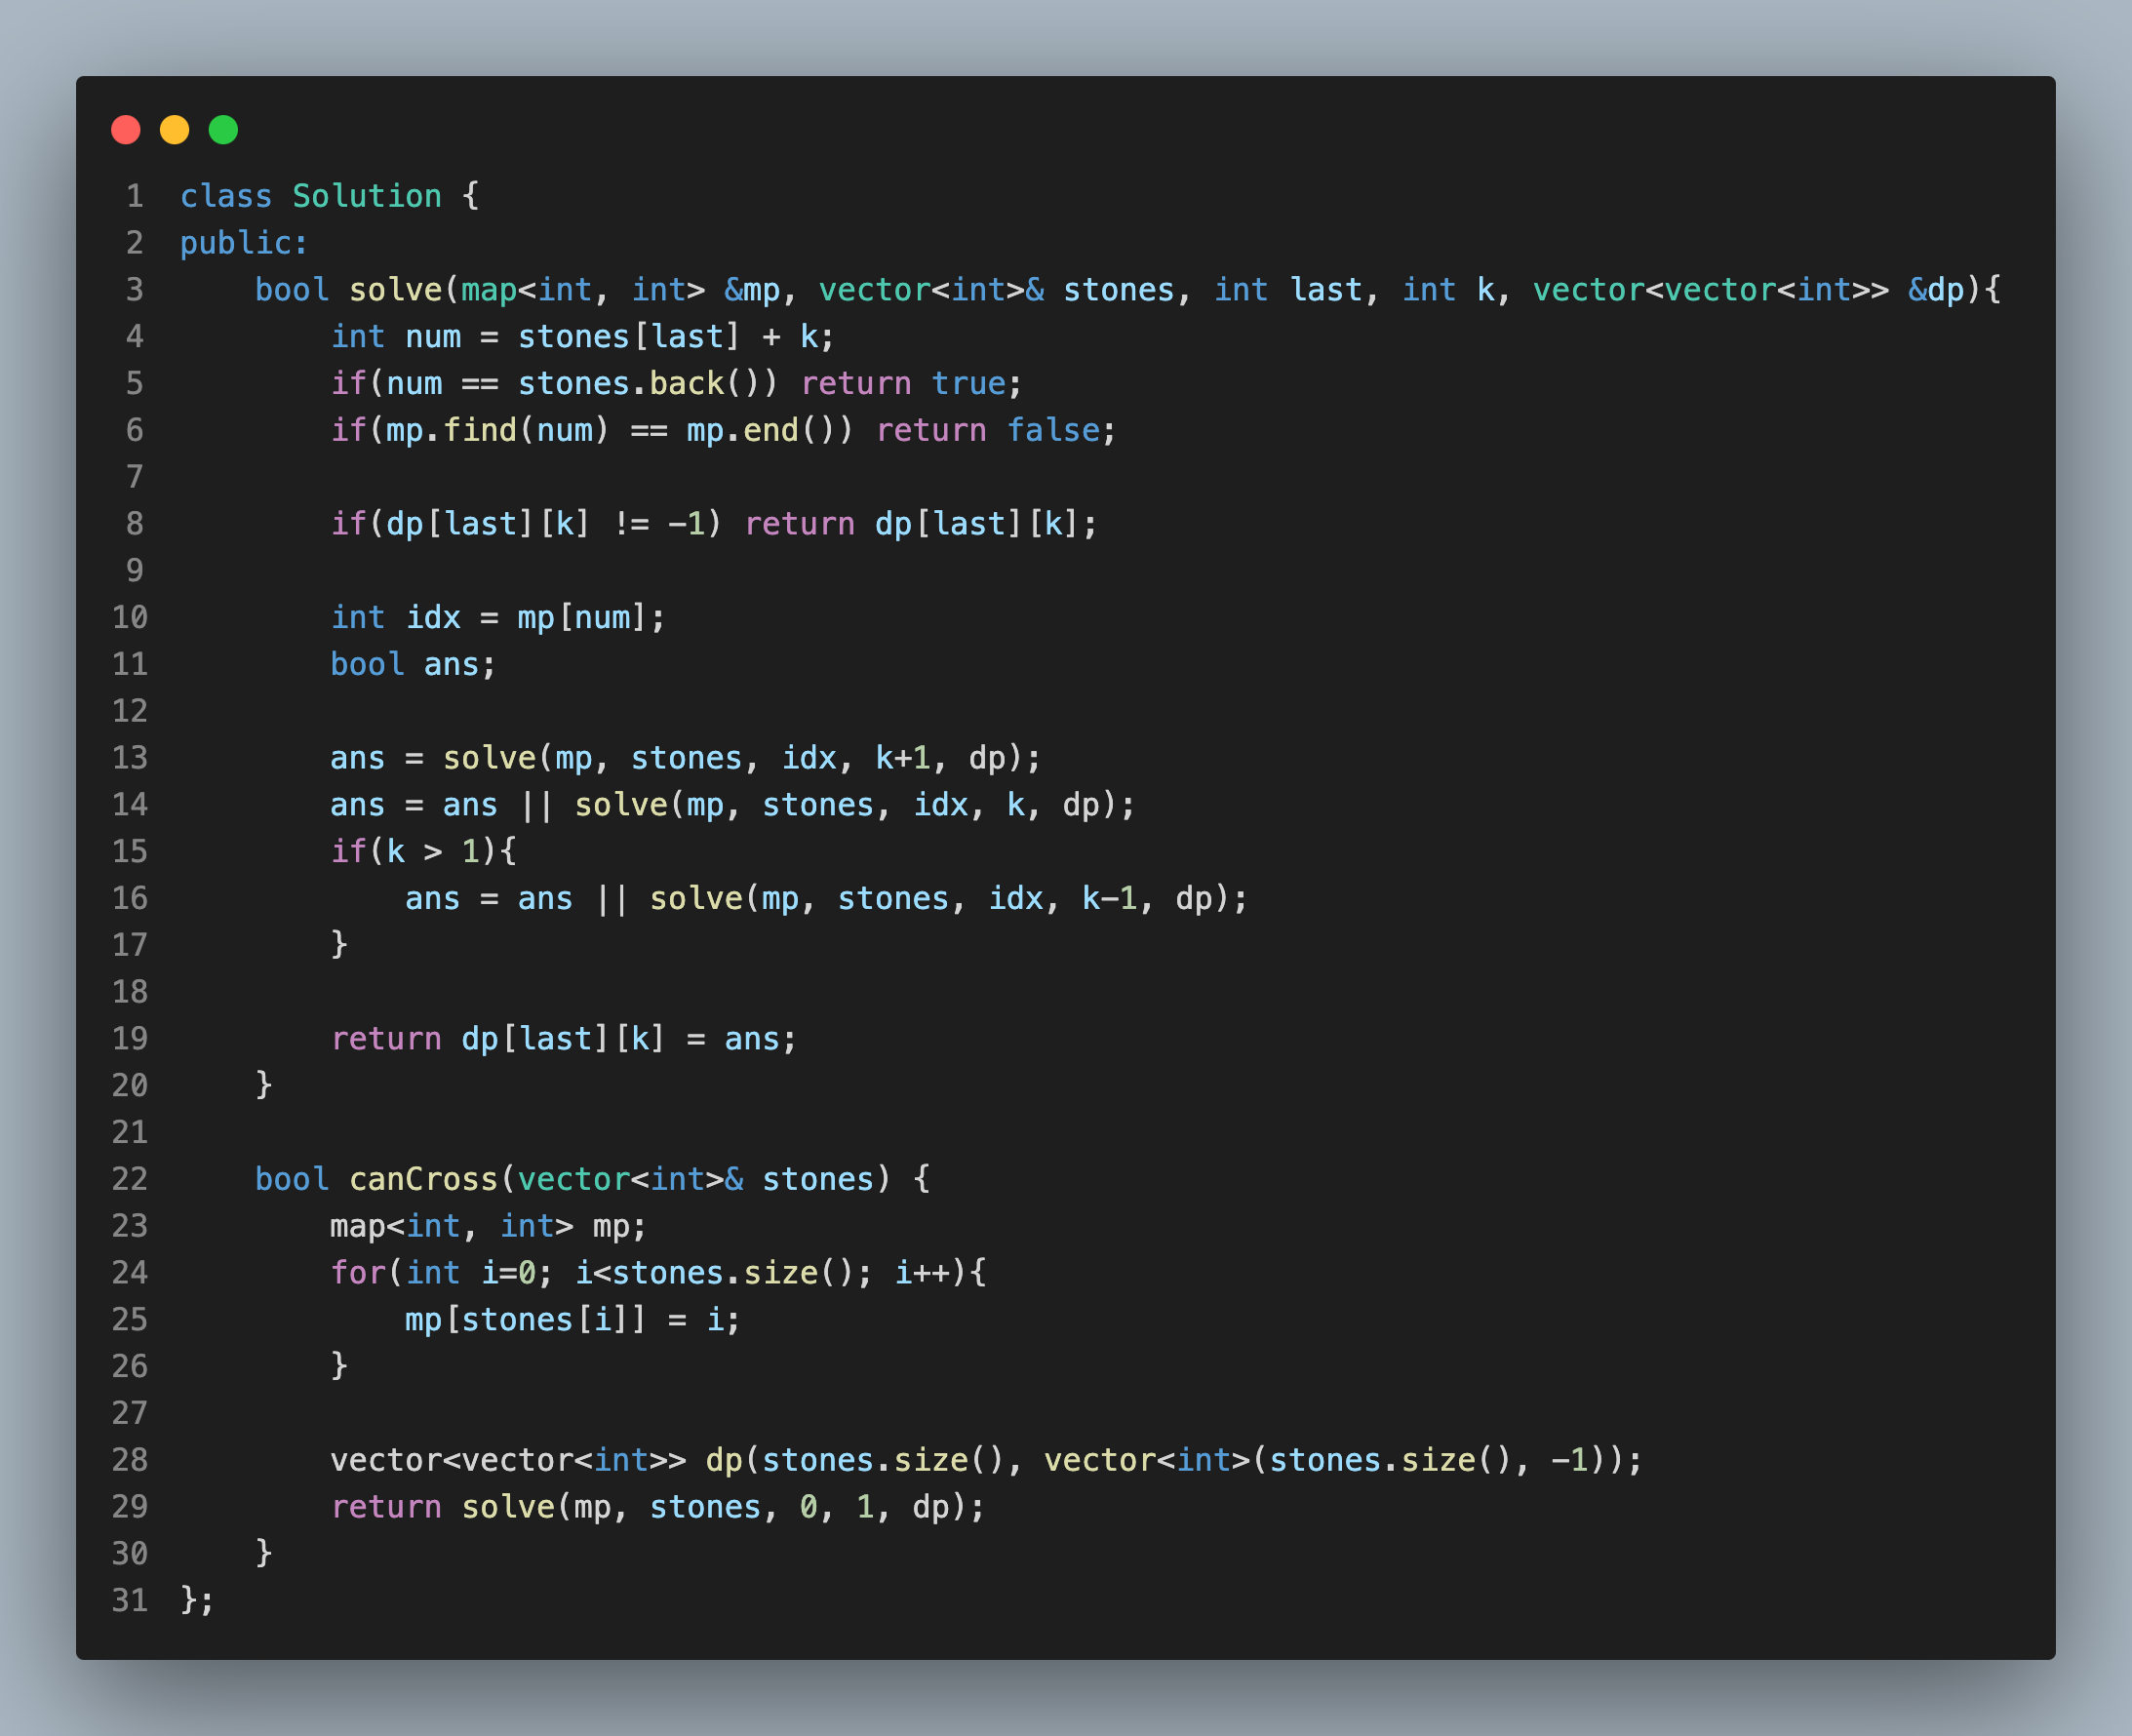 1 class Solution {
2 public:
3     bool solve(map<int, int> &mp, vector<int>& stones, int last, int k, vector<vector<int>> &dp){
4         int num = stones[last] + k;
5         if(num == stones.back()) return true;
6         if(mp.find(num) == mp.end()) return false;
7
8         if(dp[last][k] != -1) return dp[last][k];
9
10         int idx = mp[num];
11         bool ans;
12
13         ans = solve(mp, stones, idx, k+1, dp);
14         ans = ans || solve(mp, stones, idx, k, dp);
15         if(k > 1){
16             ans = ans || solve(mp, stones, idx, k-1, dp);
17         }
18
19         return dp[last][k] = ans;
20     }
21
22     bool canCross(vector<int>& stones) {
23         map<int, int> mp;
24         for(int i=0; i<stones.size(); i++){
25             mp[stones[i]] = i;
26         }
27
28         vector<vector<int>> dp(stones.size(), vector<int>(stones.size(), -1));
29         return solve(mp, stones, 0, 1, dp);
30     }
31 };